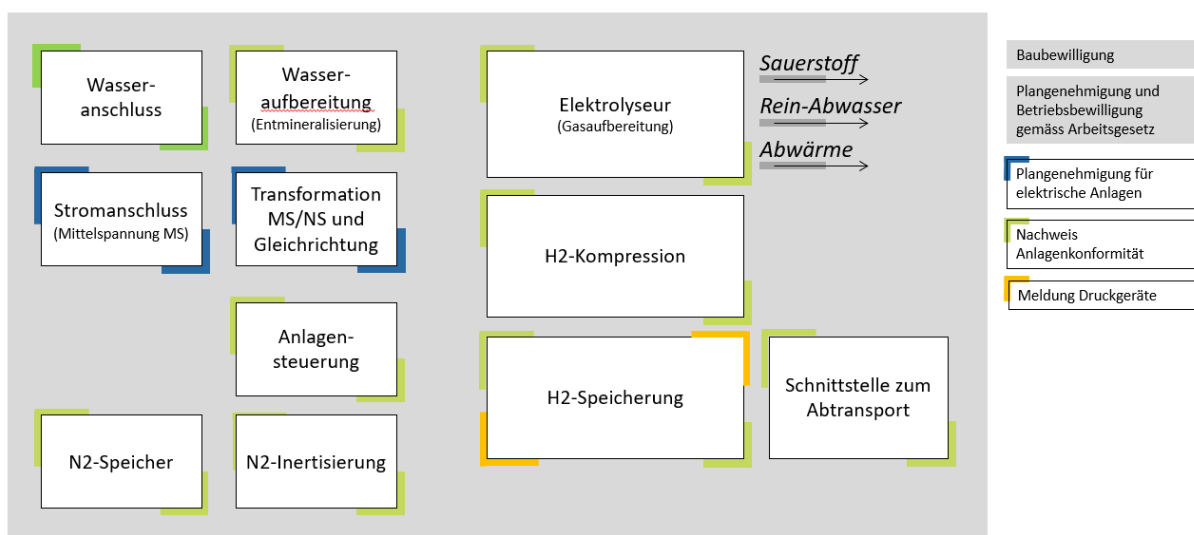 Wasser-
anschluss
Wasser-
aufbereitung
(Entmineralisierung)
Elektrolyseur
(Gasaufbereitung)
Sauerstoff
Rein-Abwasser
Abwärme
Stromanschluss
(Mittelspannung MS)
Transformation
MS/NS und
Gleichrichtung
H2-Kompression
Anlagen-
steuerung
H2-Speicherung
Schnittstelle zum
Abtransport
N2-Speicher
N2-Inertisierung
Baubewilligung
Plangenehmigung und
Betriebsbewilligung
gemäss Arbeitsgesetz
Plangenehmigung für
elektrische Anlagen
Nachweis
Anlagenkonformität
Meldung Druckgeräte